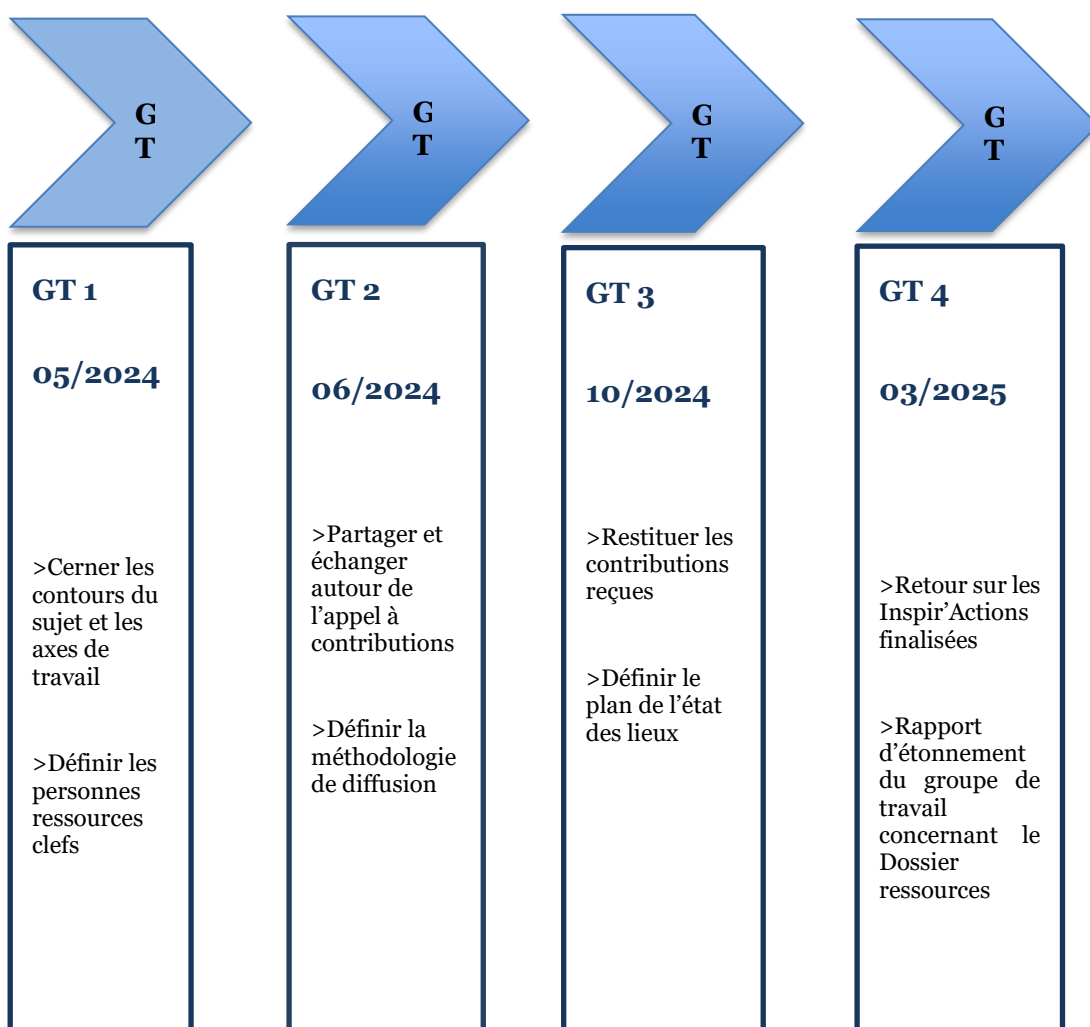 G
T
G
T
G
T
G
T
GT 1
05/2024
>Cerner les
contours du
sujet et les
axes de
travail
>Définir les
personnes
ressources
clefs
GT 2
06/2024
>Partager et
échanger
autour de
l’appel à
contributions
>Définir la
méthodologie
de diffusion
GT 3
10/2024
>Restituer les
contributions
reçues
>Définir le
plan de l’état
des lieux
GT 4
03/2025
>Retour sur les
Inspir’Actions
finalisées
>Rapport
d’étonnement
du groupe de
travail
concernant le
Dossier
ressources